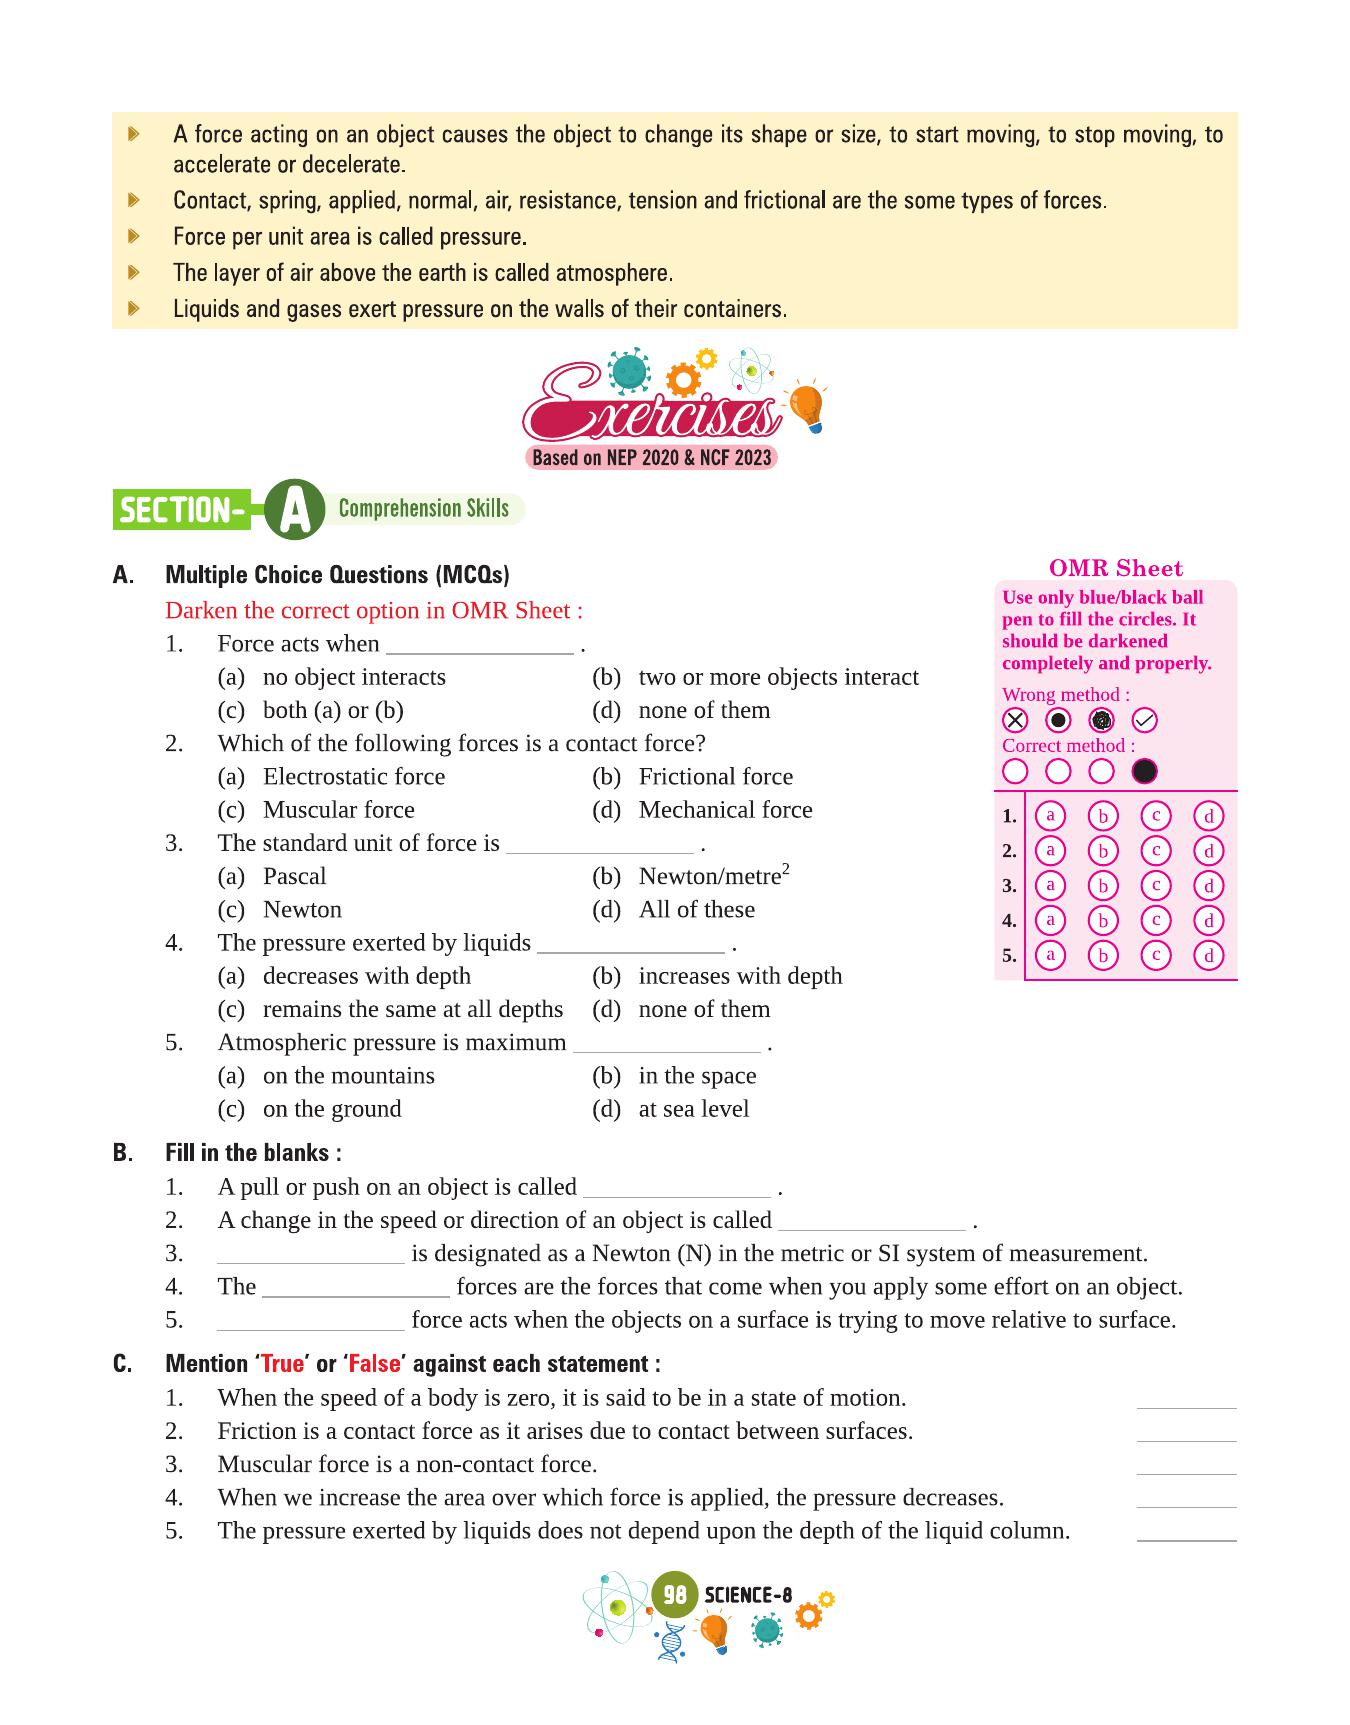 A force acting on an object causes the object to change its shape or size, to start moving, to stop moving, to
accelerate or decelerate.
Contact, spring, applied, normal, air, resistance, tension and frictional are the some types of forces.
Force per unit area is called pressure.
The layer of air above the earth is called atmosphere.
Liquids and gases exert pressure on the walls of their containers.
Exercises
Based on NEP 2020 & NCF 2023
SECTION- A Comprehension Skills
A. Multiple Choice Questions (MCQs)
Darken the correct option in OMR Sheet :
1. Force acts when _______________ .
(a) no object interacts (b) two or more objects interact
(c) both (a) or (b) (d) none of them
2. Which of the following forces is a contact force?
(a) Electrostatic force (b) Frictional force
(c) Muscular force (d) Mechanical force
3. The standard unit of force is _______________ .
(a) Pascal (b) Newton/metre²
(c) Newton (d) All of these
4. The pressure exerted by liquids _______________ .
(a) decreases with depth (b) increases with depth
(c) remains the same at all depths (d) none of them
5. Atmospheric pressure is maximum _______________ .
(a) on the mountains (b) in the space
(c) on the ground (d) at sea level
OMR Sheet
Use only blue/black ball
pen to fill the circles. It
should be darkened
completely and properly.
Wrong method :
Correct method :
1. a b c d
2. a b c d
3. a b c d
4. a b c d
5. a b c d
B. Fill in the blanks :
1. A pull or push on an object is called _______________ .
2. A change in the speed or direction of an object is called _______________ .
3. _______________ is designated as a Newton (N) in the metric or SI system of measurement.
4. The _______________ forces are the forces that come when you apply some effort on an object.
5. _______________ force acts when the objects on a surface is trying to move relative to surface.
C. Mention ‘True’ or ‘False’ against each statement :
1. When the speed of a body is zero, it is said to be in a state of motion. ________
2. Friction is a contact force as it arises due to contact between surfaces. ________
3. Muscular force is a non-contact force. ________
4. When we increase the area over which force is applied, the pressure decreases. ________
5. The pressure exerted by liquids does not depend upon the depth of the liquid column. ________
98 SCIENCE-8